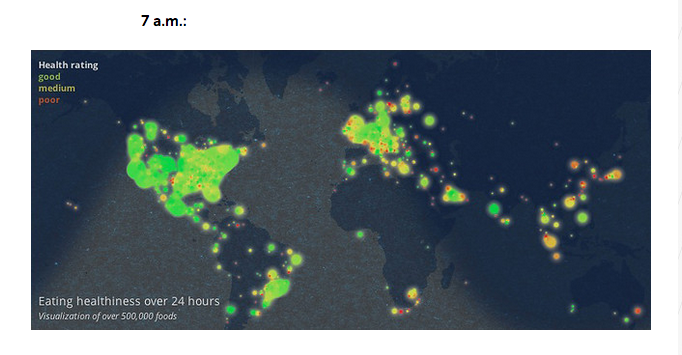 7 a.m.:
Health rating
good
medium
poor
Eating healthiness over 24 hours
Visualization of over 500,000 foods